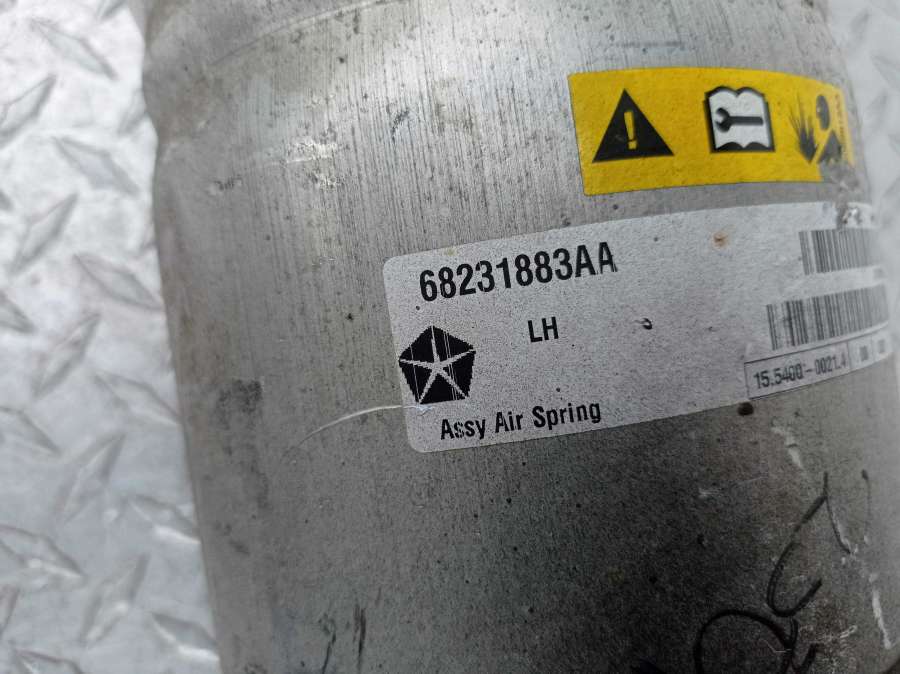 68231883AA
LH
Assy Air Spring
15.5400-0021.4